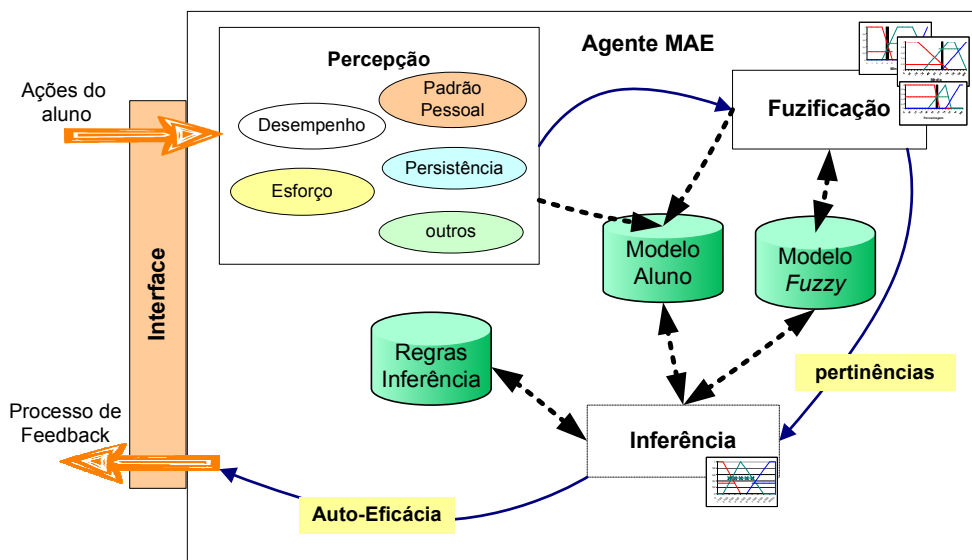 Agente MAE
Percepção
Ações do
aluno
Padrão
Pessoal
Desempenho
Persistência
Esforço
outros
Fuzificação
Interface
Modelo
Aluno
Modelo
Fuzzy
Regras
Inferência
pertinências
Processo de
Feedback
Inferência
Auto-Eficácia